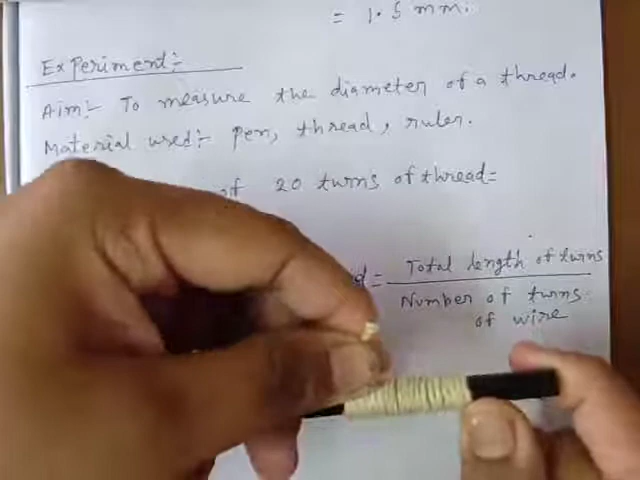 = 1.5 mm.
Experiment:-
Aim:- To measure the diameter of a thread.
Material used:- Pen, thread, ruler.
of 20 turns of thread=
= Total length of turns
Number of turns
of wire